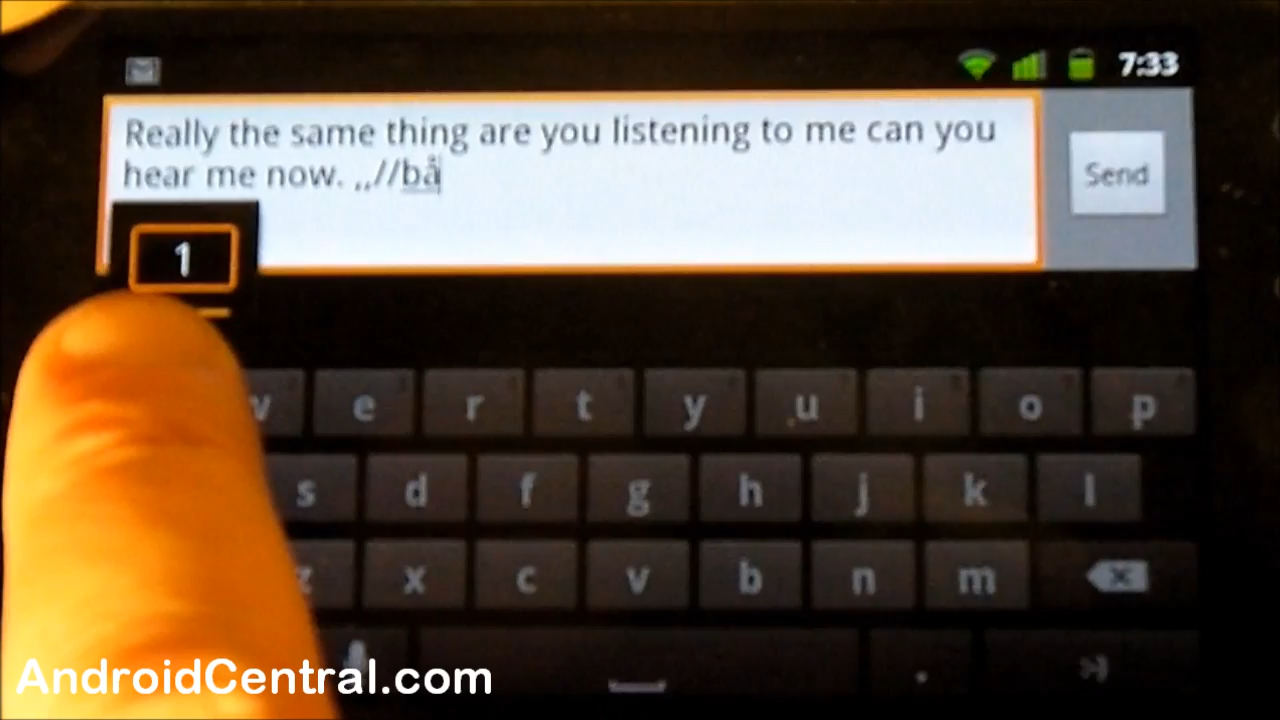 7:33
Really the same thing are you listening to me can you
hear me now. ,,//bå
Send
1
e r t y u i o p
s d f g h j k l
z x c v b n m
.
:-)
AndroidCentral.com